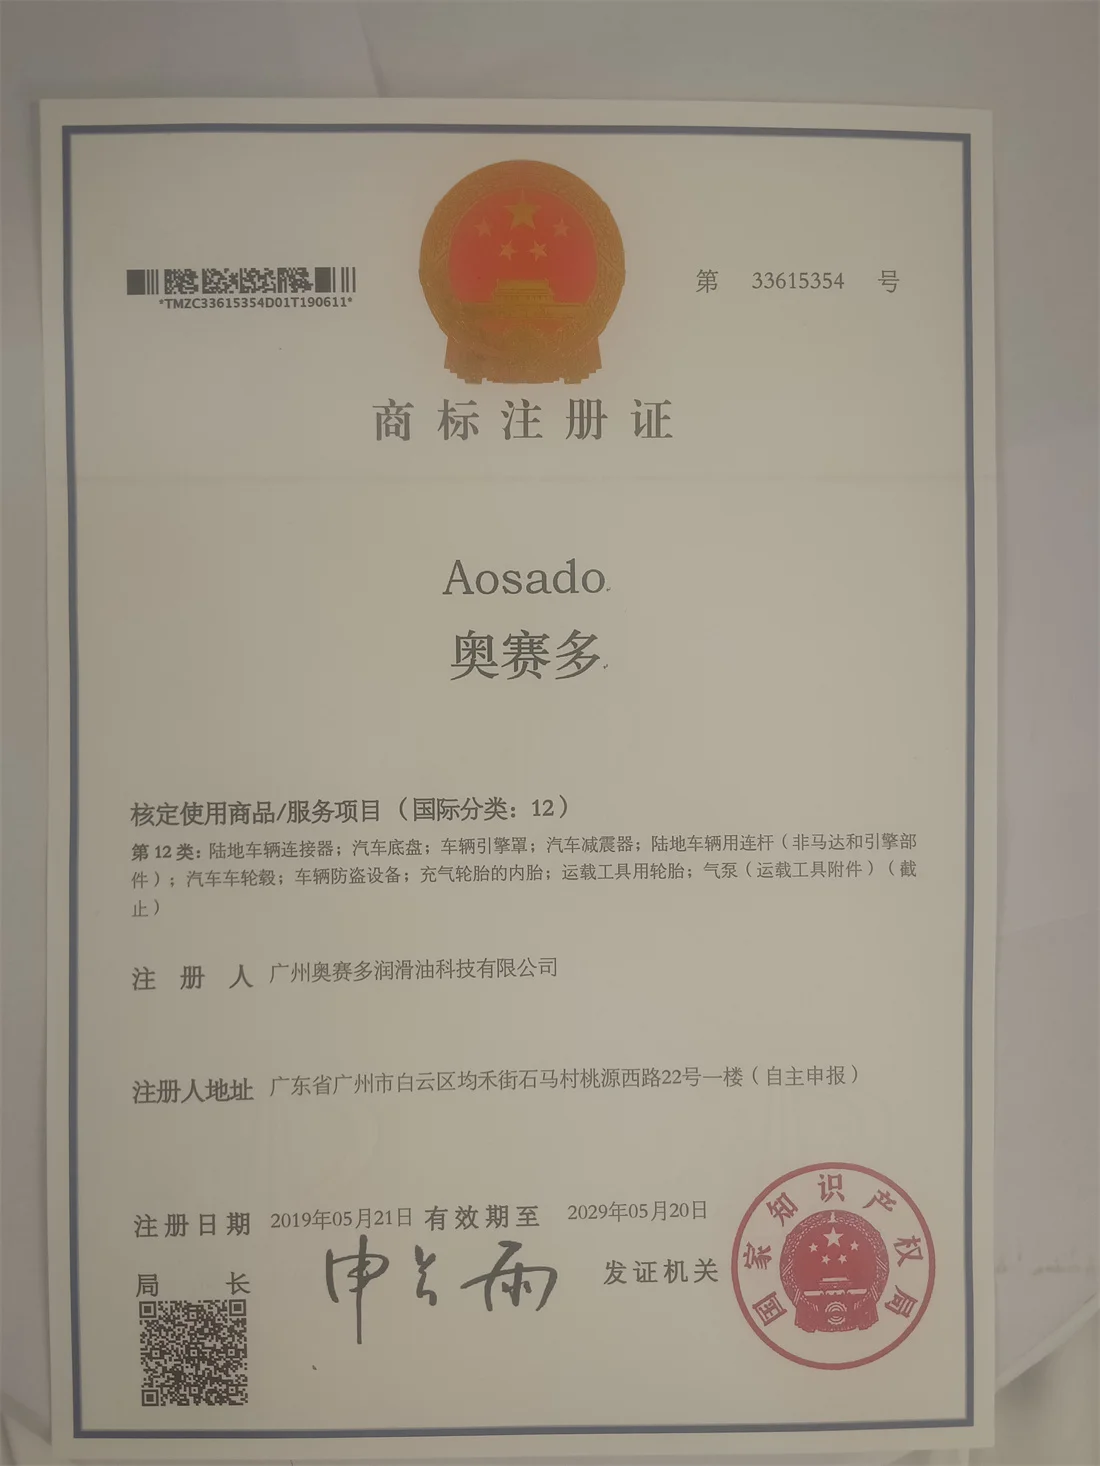 第 33615354 号
*TMZC33615354D01T190611*
商标注册证
Aosado
奥赛多
核定使用商品/服务项目（国际分类：12）
第 12 类：陆地车辆连接器；汽车底盘；车辆引擎罩；汽车减震器；陆地车辆用连杆（非马达和引擎部
件）；汽车车轮毂；车辆防盗设备；充气轮胎的内胎；运载工具用轮胎；气泵（运载工具附件）（截
止）
注册人 广州奥赛多润滑油科技有限公司
注册人地址 广东省广州市白云区均禾街石马村桃源西路22号一楼（自主申报）
注册日期 2019年05月21日 有效期至 2029年05月20日
局长 申长雨 发证机关
国家知识产权局